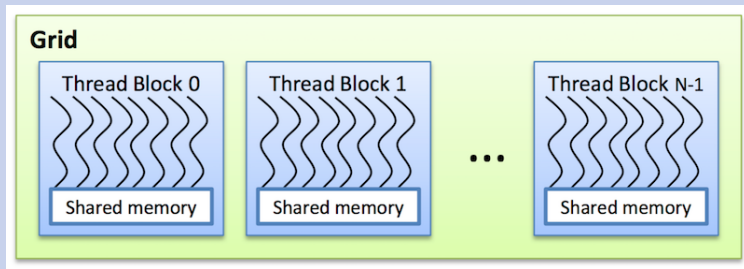 Grid
Thread Block 0
Thread Block 1
Thread Block N-1
...
Shared memory
Shared memory
Shared memory